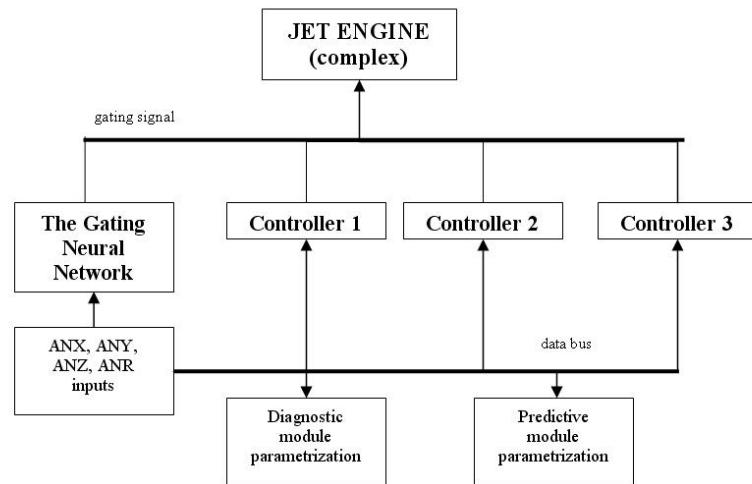 JET ENGINE
(complex)
gating signal
The Gating
Neural
Network
Controller 1
Controller 2
Controller 3
ANX, ANY,
ANZ, ANR
inputs
data bus
Diagnostic
module
parametrization
Predictive
module
parametrization